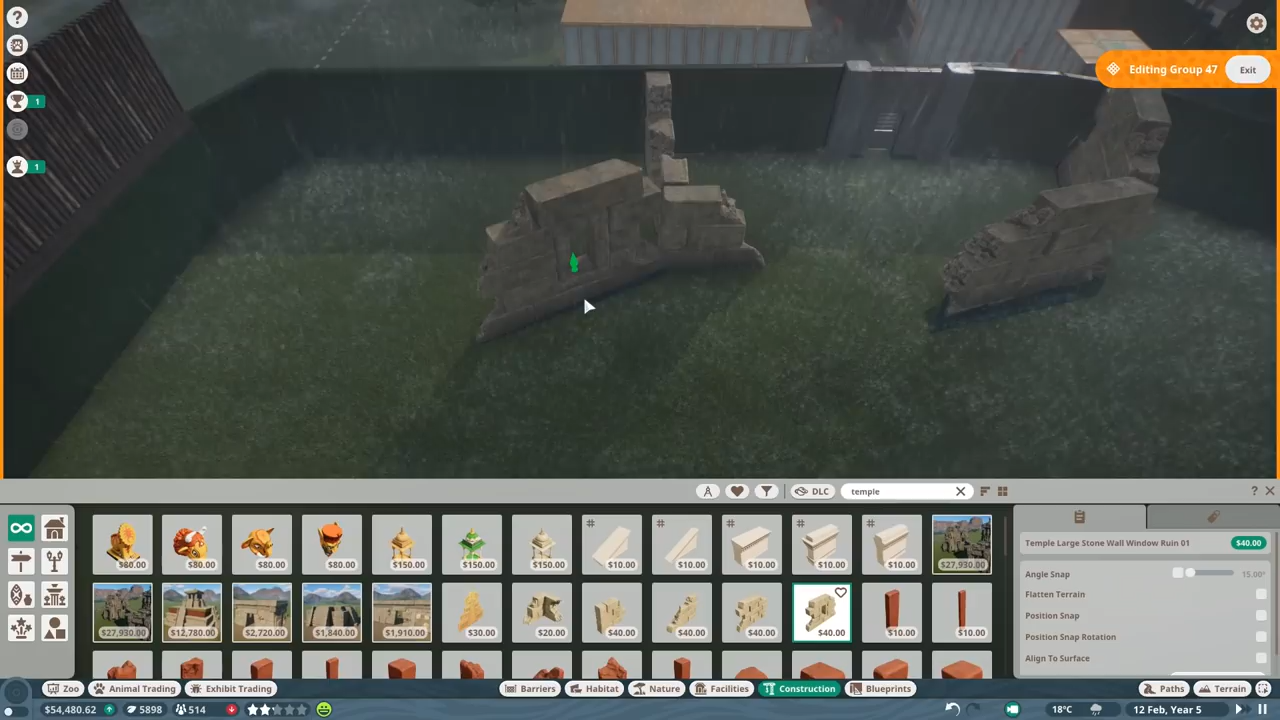 ?
Editing Group 47
Exit
1
1
DLC
temple
? ×
$80.00
$80.00
$80.00
$80.00
$150.00
$150.00
$150.00
# $10.00
# $10.00
# $10.00
# $10.00
# $10.00
$27,930.00
$27,930.00
$12,780.00
$2,720.00
$1,840.00
$1,910.00
$30.00
$20.00
$40.00
$40.00
$40.00
$40.00
$10.00
$10.00
Temple Large Stone Wall Window Ruin 01 $40.00
Angle Snap 15.00°
Flatten Terrain
Position Snap
Position Snap Rotation
Align To Surface
Zoo Animal Trading Exhibit Trading Barriers Habitat Nature Facilities Construction Blueprints Paths Terrain
$54,480.62 5898 514 18°C 12 Feb, Year 5